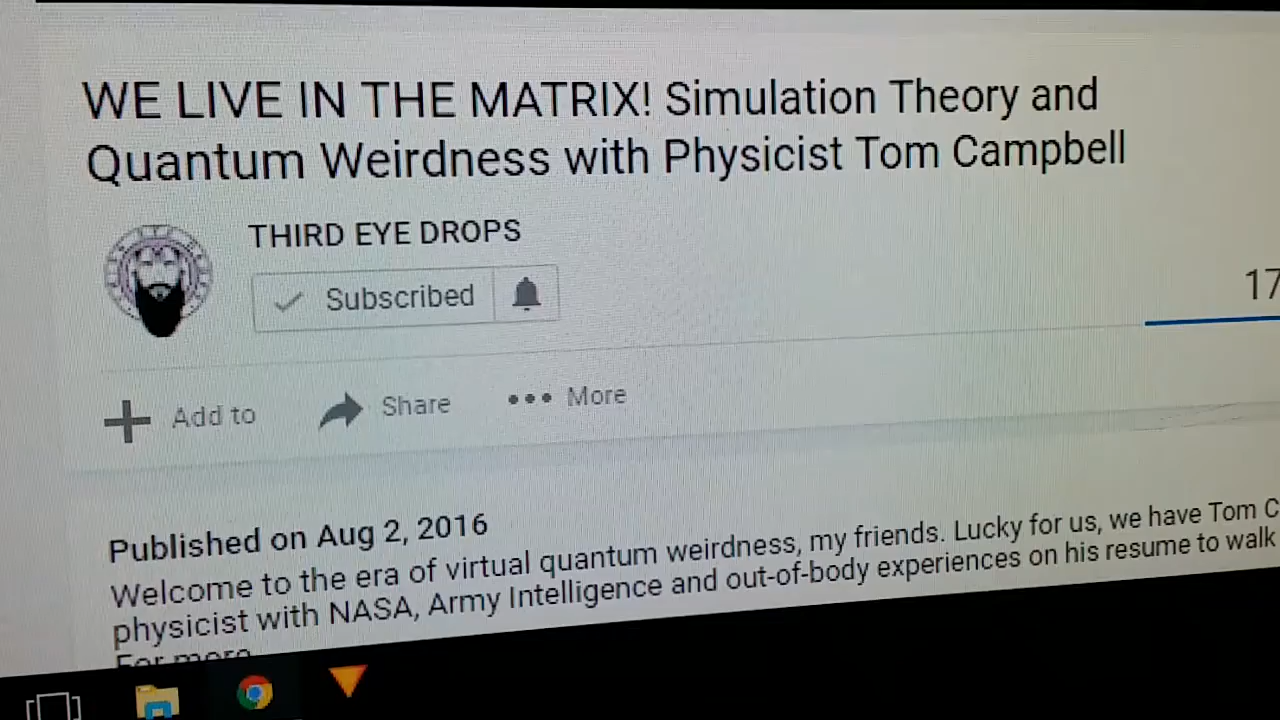 WE LIVE IN THE MATRIX! Simulation Theory and
Quantum Weirdness with Physicist Tom Campbell
THIRD EYE DROPS
Subscribed
17
Add to
Share
••• More
Published on Aug 2, 2016
Welcome to the era of virtual quantum weirdness, my friends. Lucky for us, we have Tom C
physicist with NASA, Army Intelligence and out-of-body experiences on his resume to walk
For more